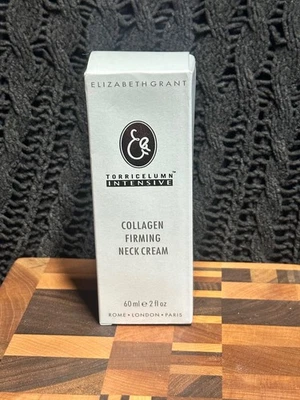 ELIZABETH GRANT
TORRICELUMN™
INTENSIVE
COLLAGEN
FIRMING
NECK CREAM
60 ml ℮ 2 fl oz
ROME • LONDON • PARIS